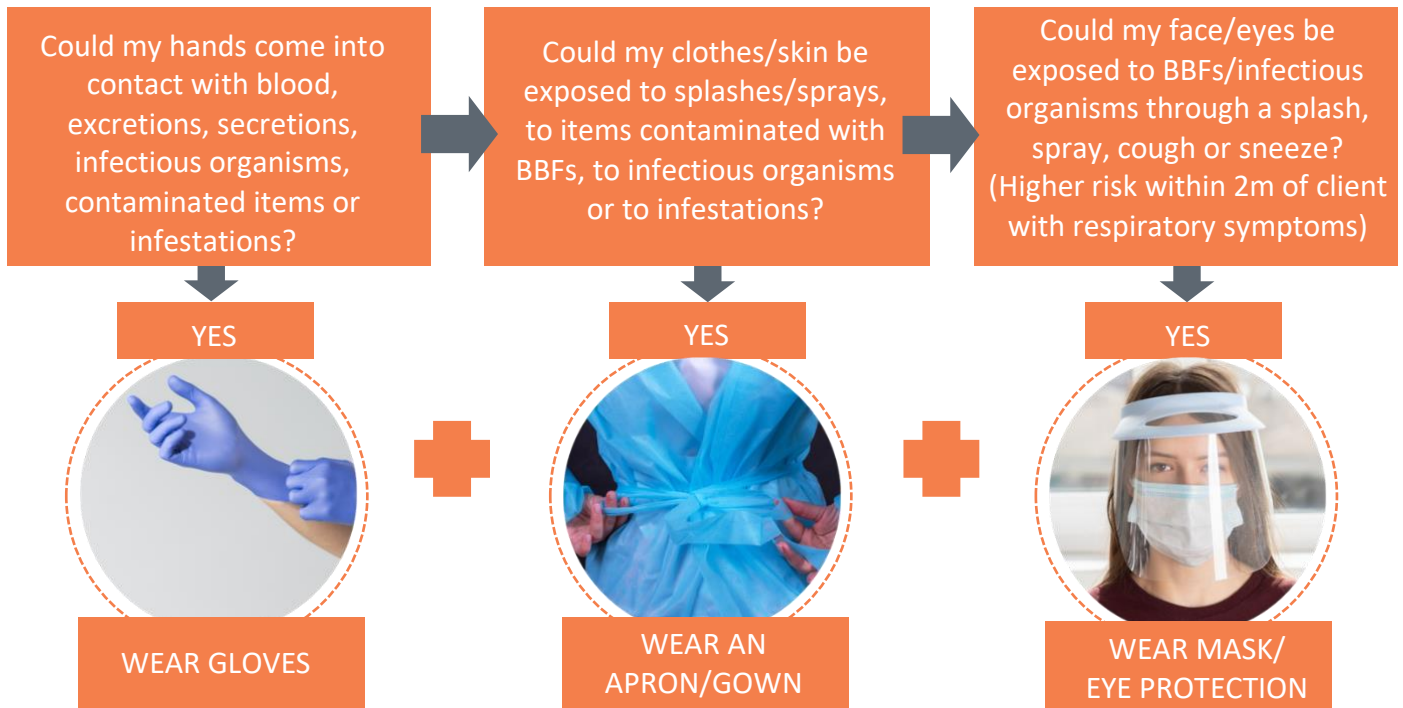 Could my hands come into
contact with blood,
excretions, secretions,
infectious organisms,
contaminated items or
infestations?
Could my clothes/skin be
exposed to splashes/sprays,
to items contaminated with
BBFs, to infectious organisms
or to infestations?
Could my face/eyes be
exposed to BBFs/infectious
organisms through a splash,
spray, cough or sneeze?
(Higher risk within 2m of client
with respiratory symptoms)
YES
YES
YES
WEAR GLOVES
WEAR AN
APRON/GOWN
WEAR MASK/
EYE PROTECTION